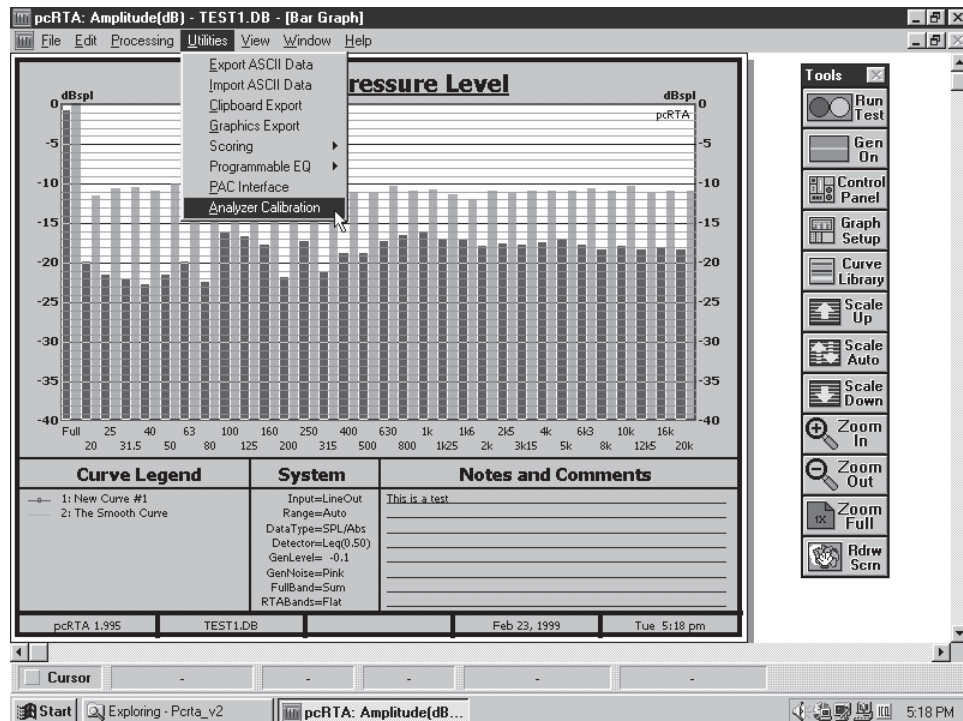 pcRTA: Amplitude(dB) - TEST1.DB - [Bar Graph]
File Edit Processing Utilities View Window Help
Export ASCII Data
Import ASCII Data
Clipboard Export
Graphics Export
Scoring
Programmable EQ
PAC Interface
Analyzer Calibration
ressure Level
dBspl dBspl
pcRTA
0 0
-5 -5
-10 -10
-15 -15
-20 -20
-25 -25
-30 -30
-35 -35
-40 -40
Full 25 40 63 100 160 250 400 630 1k 1k6 2k5 4k 6k3 10k 16k
20 31.5 50 80 125 200 315 500 800 1k25 2k 3k15 5k 8k 12k5 20k
Curve Legend
1: New Curve #1
2: The Smooth Curve
System
Input=LineOut
Range=Auto
DataType=SPL/Abs
Detector=Leq(0.50)
GenLevel= -0.1
GenNoise=Pink
FullBand=Sum
RTABands=Flat
Notes and Comments
This is a test
pcRTA 1.995 TEST1.DB Feb 23, 1999 Tue 5:18 pm
Tools
Run Test
Gen On
Control Panel
Graph Setup
Curve Library
Scale Up
Scale Auto
Scale Down
Zoom In
Zoom Out
1X Zoom Full
Rdrw Scrn
Cursor - - - - -
Start Exploring - Pcrta_v2 pcRTA: Amplitude(dB... 5:18 PM